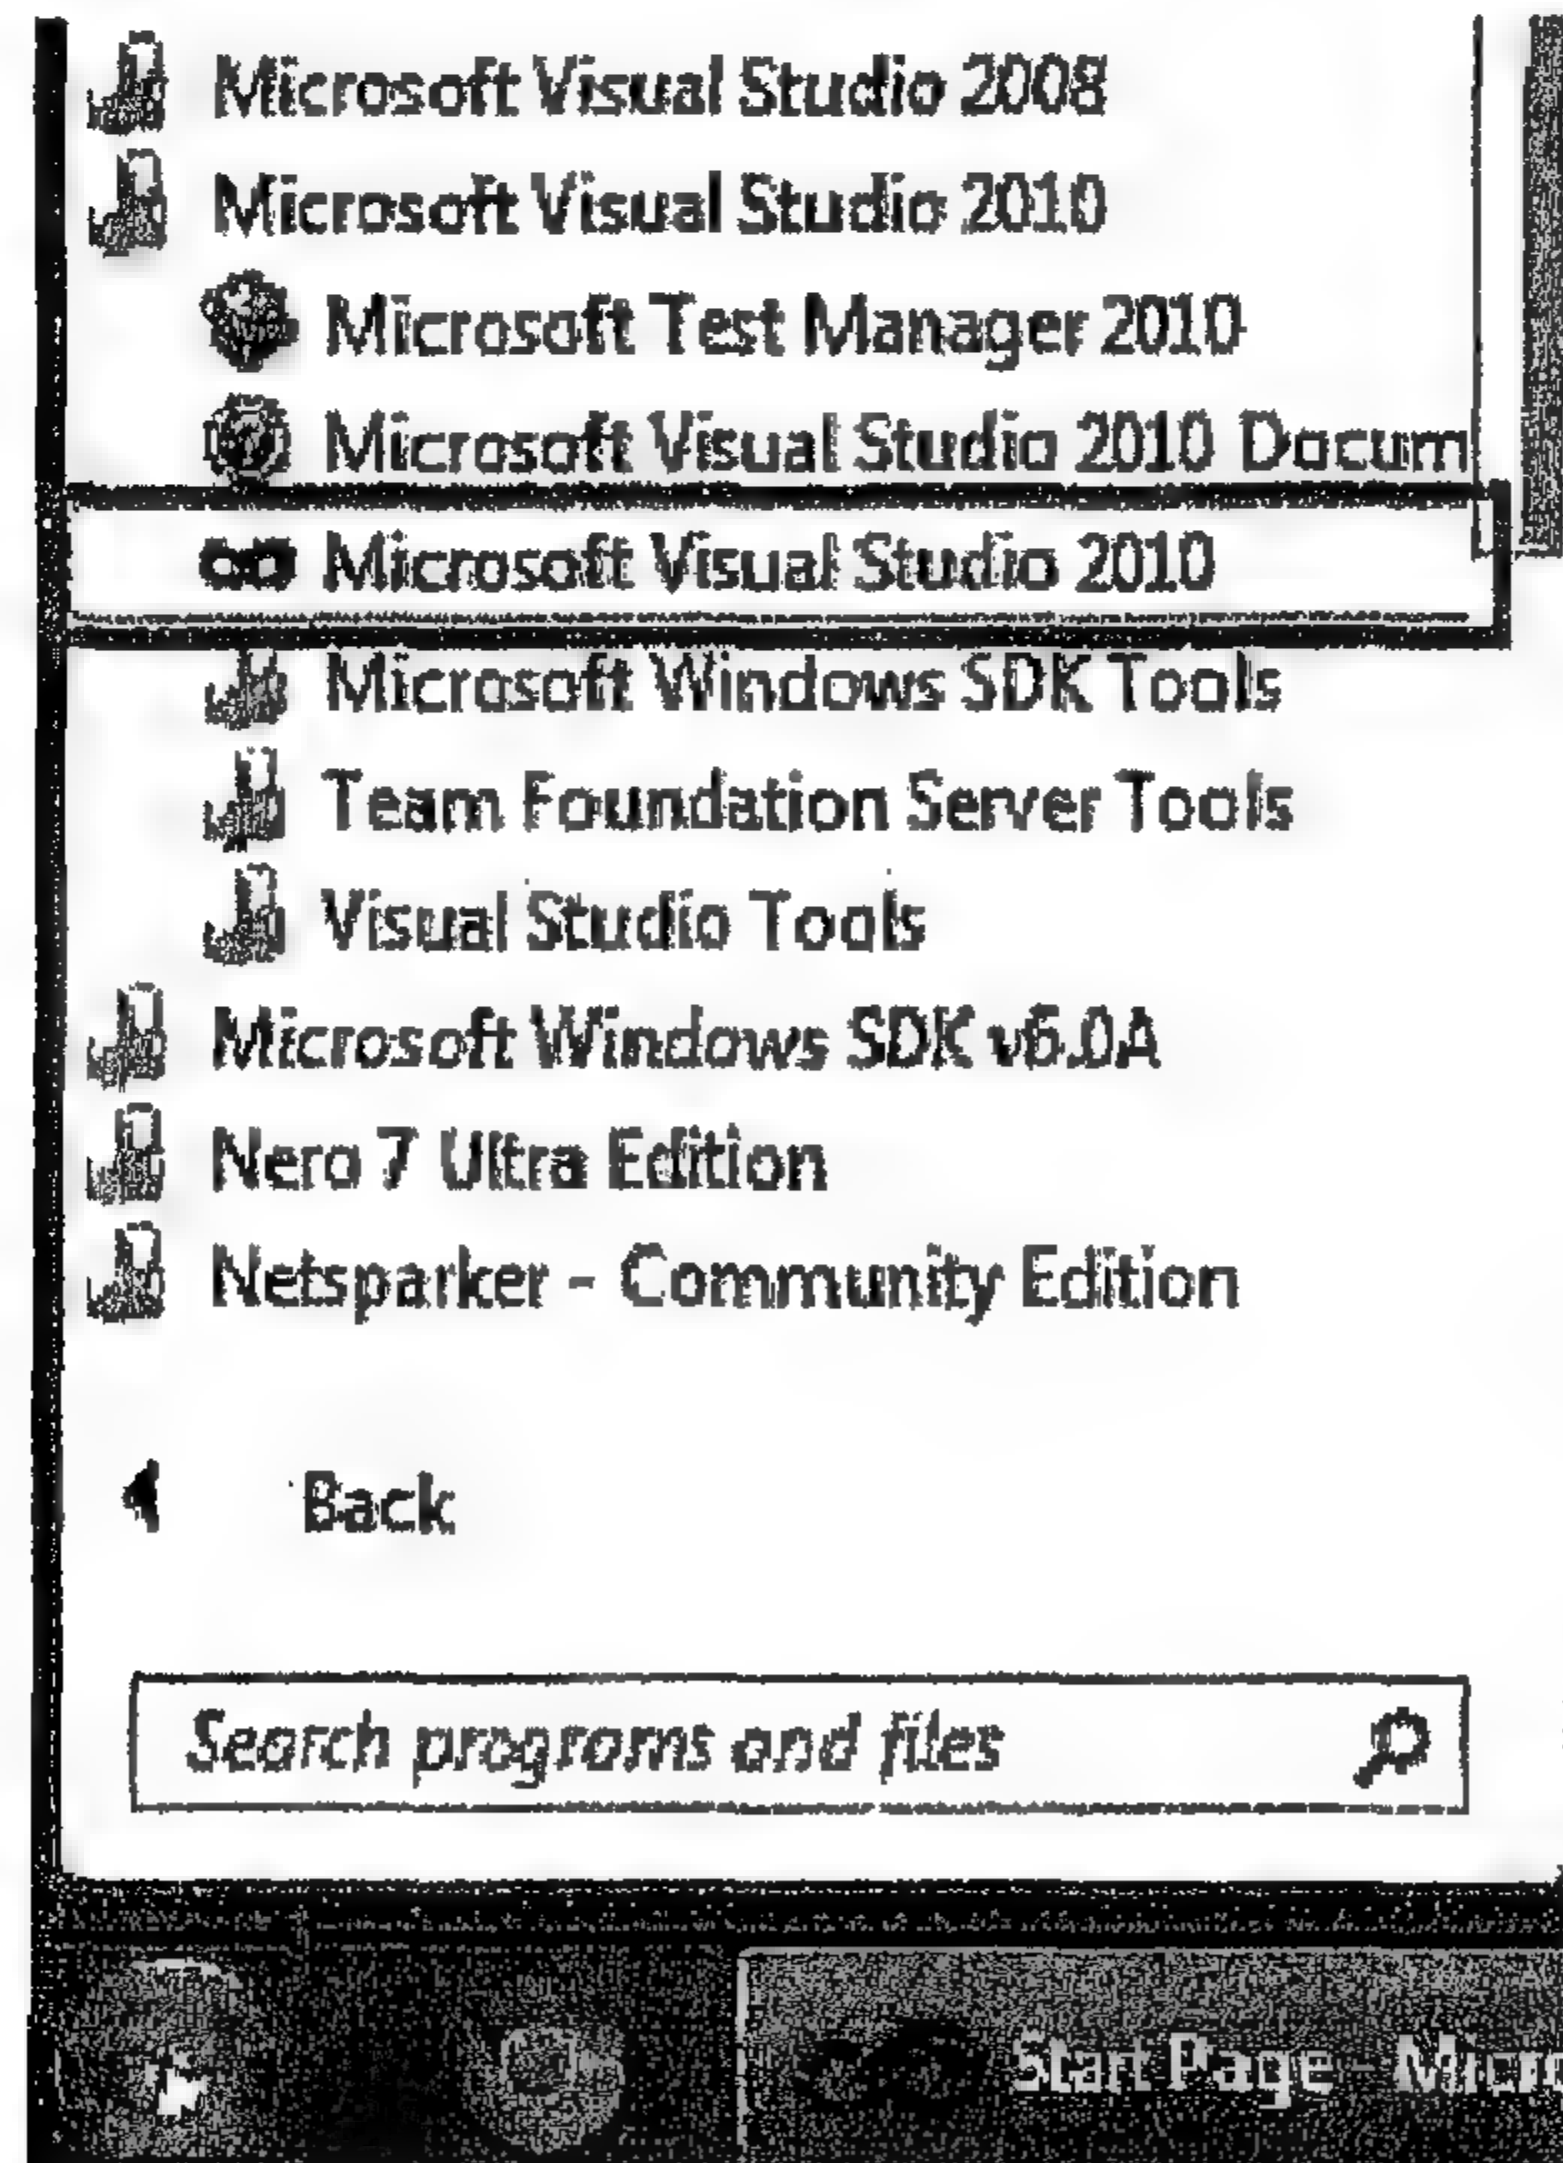 Microsoft Visual Studio 2008
Microsoft Visual Studio 2010
Microsoft Test Manager 2010
Microsoft Visual Studio 2010 Docum
Microsoft Visual Studio 2010
Microsoft Windows SDK Tools
Team Foundation Server Tools
Visual Studio Tools
Microsoft Windows SDK v6.0A
Nero 7 Ultra Edition
Netsparker - Community Edition
Back
Search programs and files
Start Page - Micro